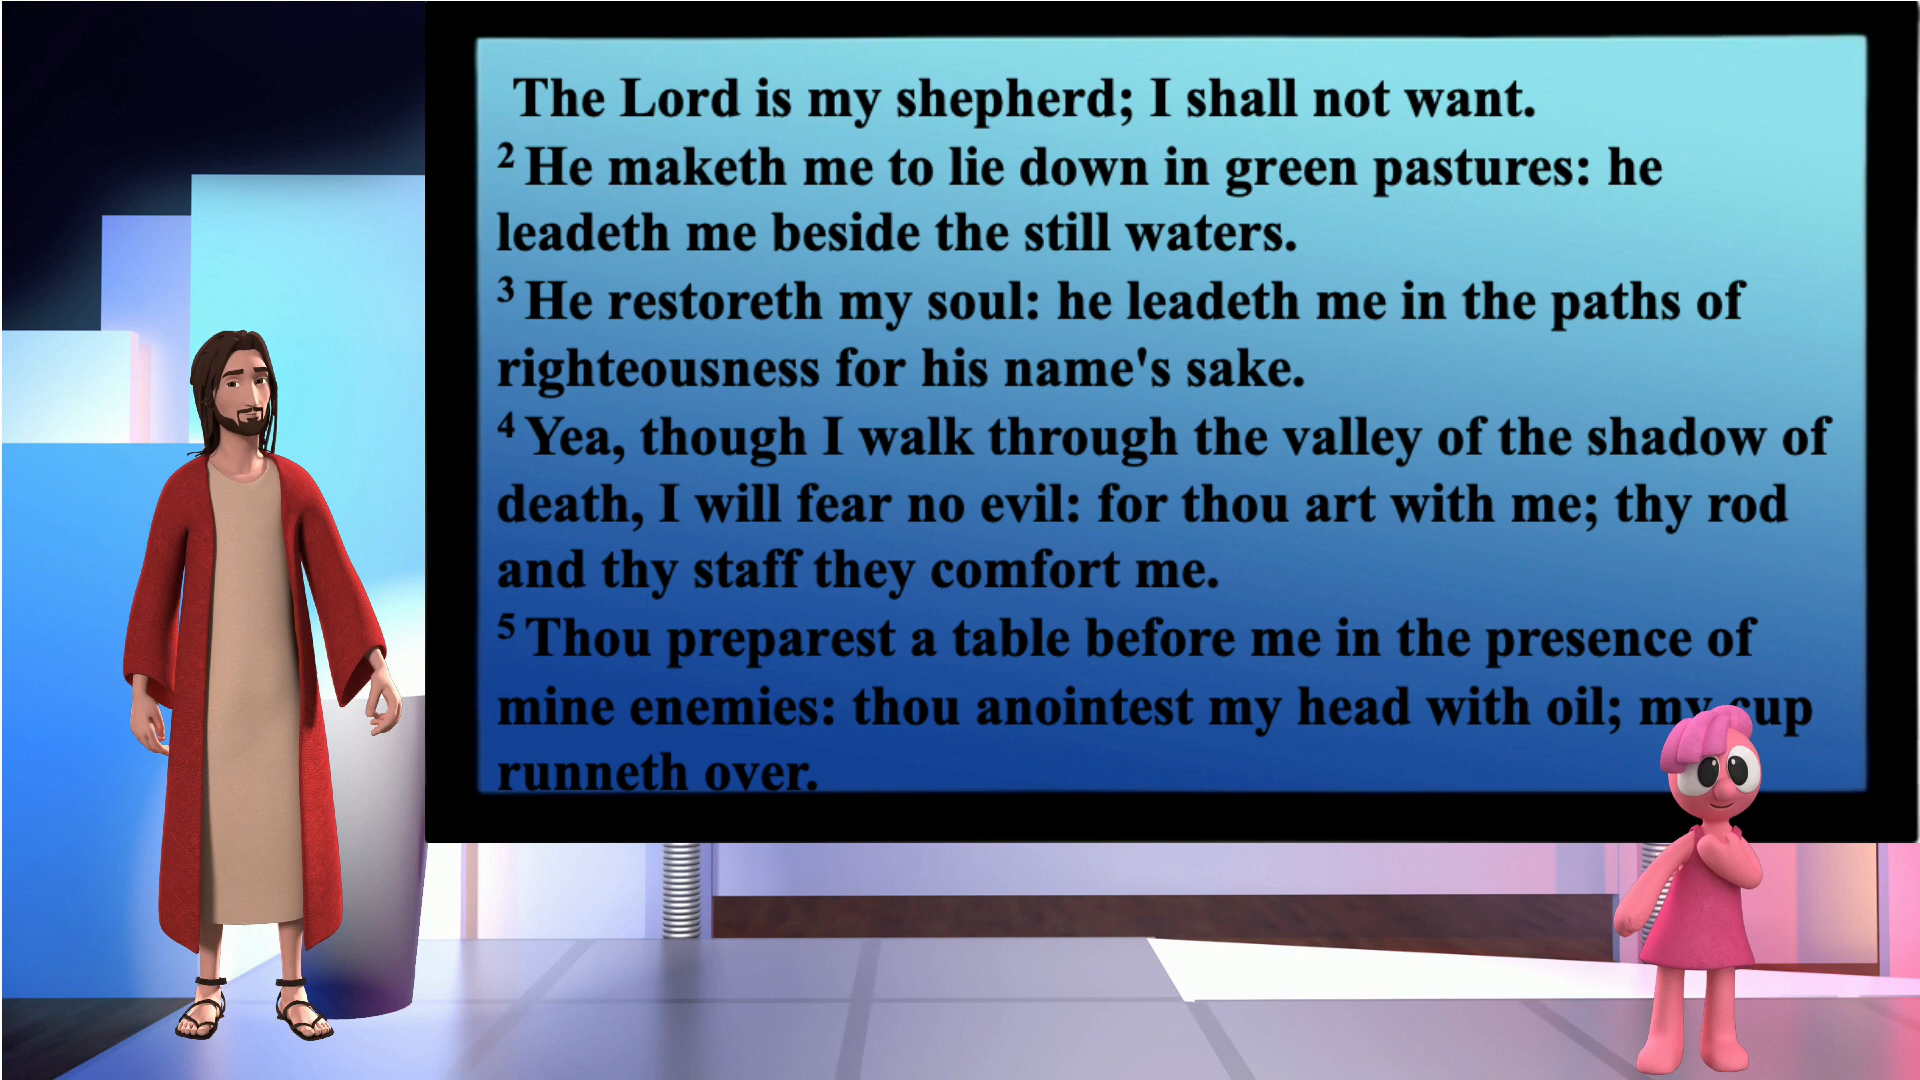 The Lord is my shepherd; I shall not want.
2 He maketh me to lie down in green pastures: he
leadeth me beside the still waters.
3 He restoreth my soul: he leadeth me in the paths of
righteousness for his name's sake.
4 Yea, though I walk through the valley of the shadow of
death, I will fear no evil: for thou art with me; thy rod
and thy staff they comfort me.
5 Thou preparest a table before me in the presence of
mine enemies: thou anointest my head with oil; my cup
runneth over.